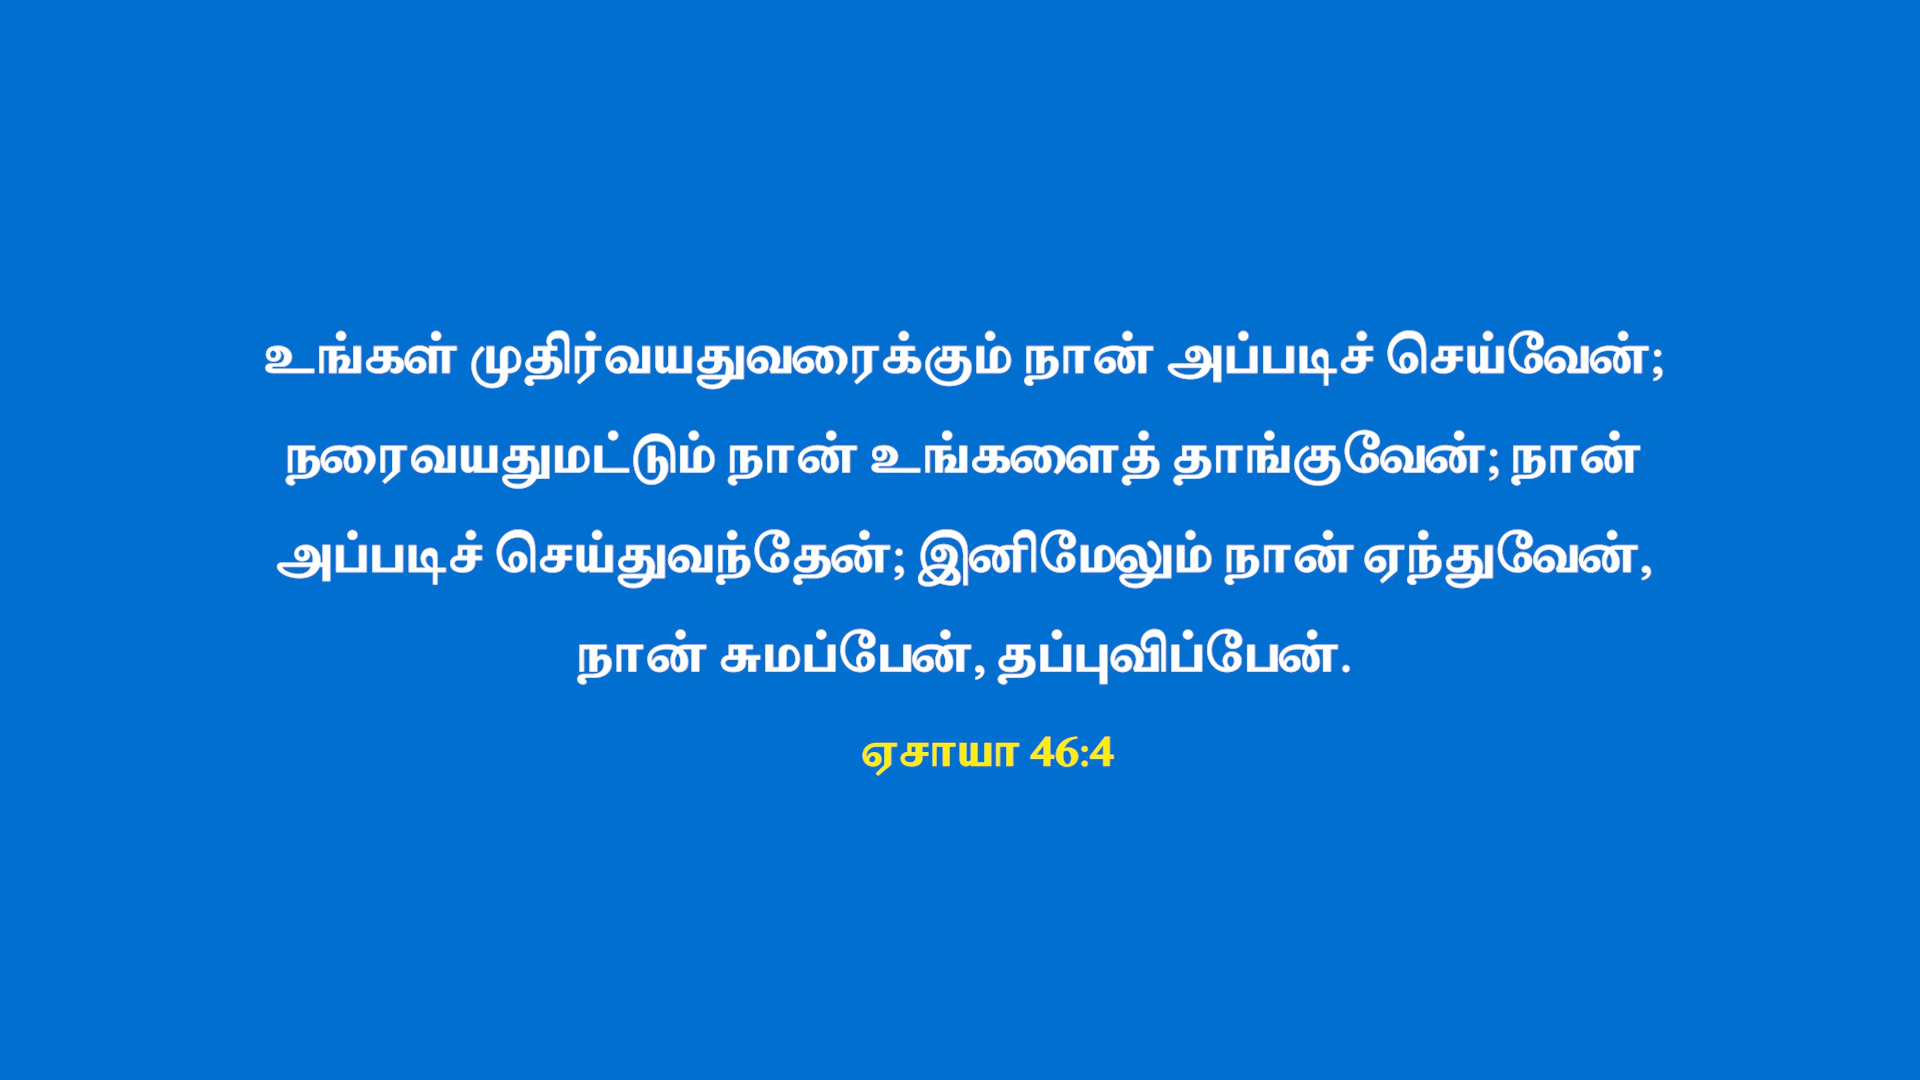 உங்கள் முதிர்வயதுவரைக்கும் நான் அப்படிச் செய்வேன்;
நரைவயதுமட்டும் நான் உங்களைத் தாங்குவேன்; நான்
அப்படிச் செய்துவந்தேன்; இனிமேலும் நான் ஏந்துவேன்,
நான் சுமப்பேன், தப்புவிப்பேன்.
ஏசாயா 46:4